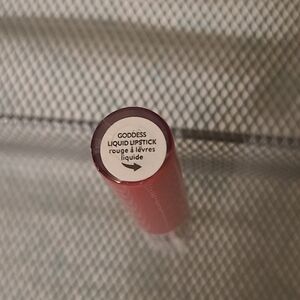 GODDESS
LIQUID LIPSTICK
rouge à lèvres
liquide